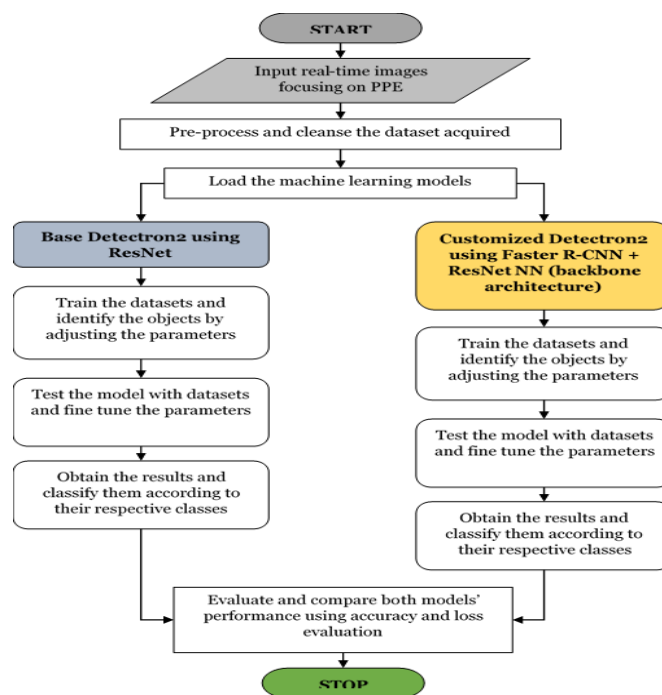 START
Input real-time images
focusing on PPE
Pre-process and cleanse the dataset acquired
Load the machine learning models
Base Detectron2 using
ResNet
Train the datasets and
identify the objects by
adjusting the parameters
Test the model with datasets
and fine tune the parameters
Obtain the results and
classify them according to
their respective classes
Customized Detectron2
using Faster R-CNN +
ResNet NN (backbone
architecture)
Train the datasets and
identify the objects by
adjusting the parameters
Test the model with datasets
and fine tune the parameters
Obtain the results and
classify them according to
their respective classes
Evaluate and compare both models’
performance using accuracy and loss
evaluation
STOP